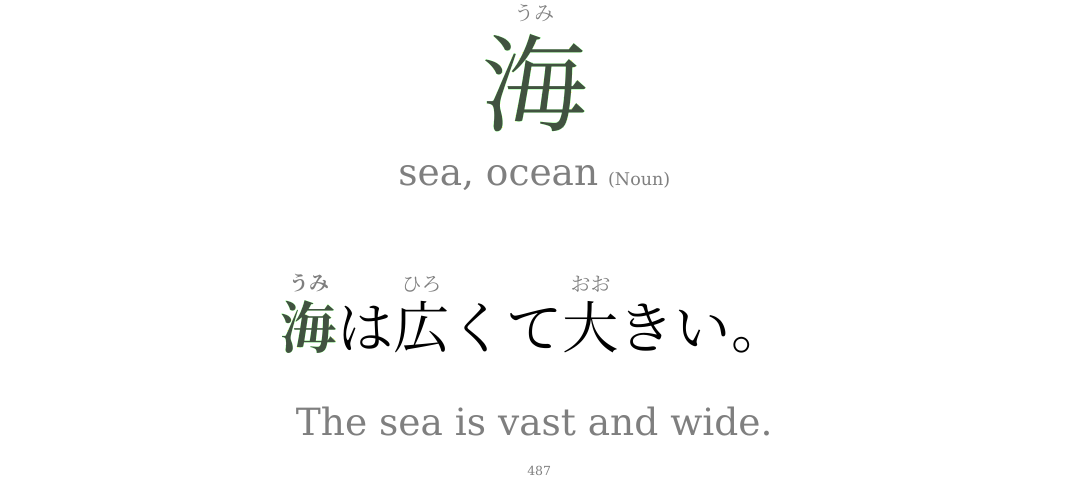 うみ
海
sea, ocean (Noun)
うみ ひろ おお
海は広くて大きい。
The sea is vast and wide.
487